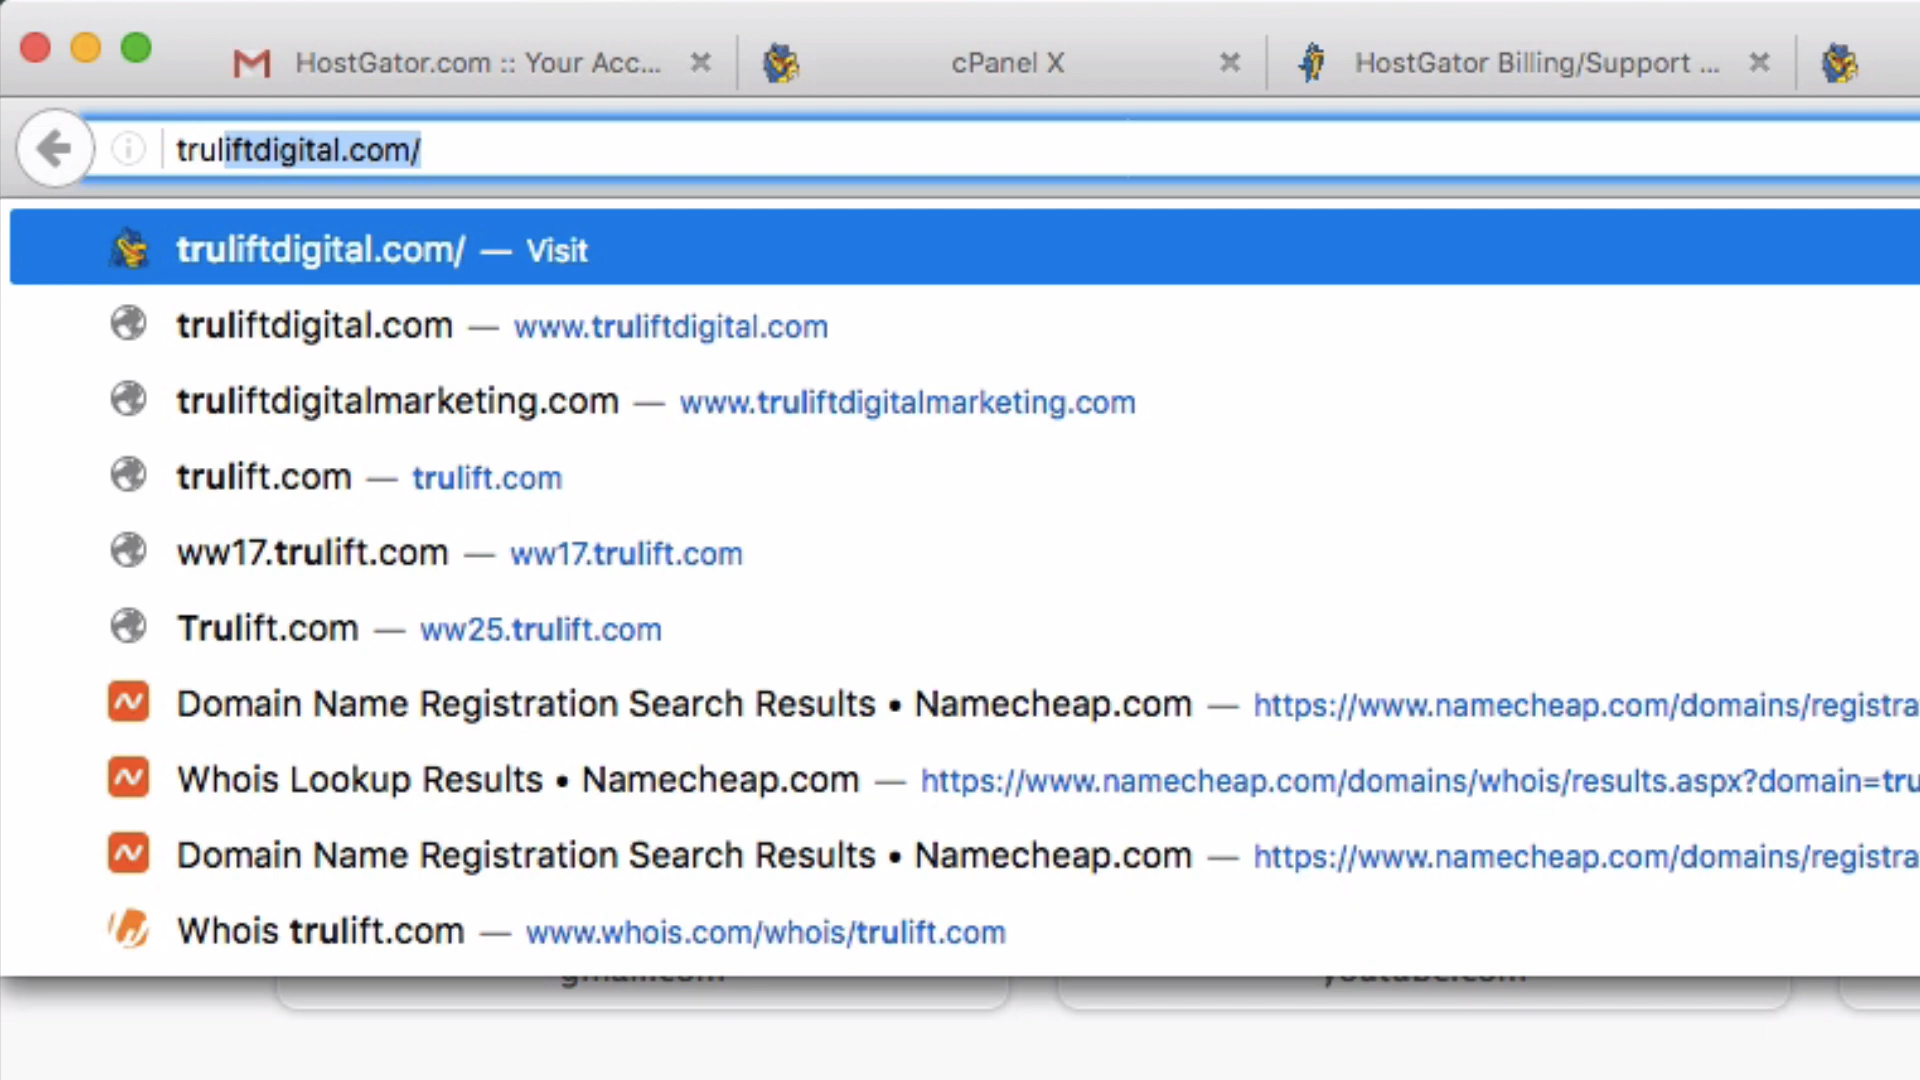 HostGator.com :: Your Acc...
cPanel X
HostGator Billing/Support ...
truliftdigital.com/
truliftdigital.com/ — Visit
truliftdigital.com — www.truliftdigital.com
truliftdigitalmarketing.com — www.truliftdigitalmarketing.com
trulift.com — trulift.com
ww17.trulift.com — ww17.trulift.com
Trulift.com — ww25.trulift.com
Domain Name Registration Search Results • Namecheap.com — https://www.namecheap.com/domains/registra
Whois Lookup Results • Namecheap.com — https://www.namecheap.com/domains/whois/results.aspx?domain=tru
Domain Name Registration Search Results • Namecheap.com — https://www.namecheap.com/domains/registra
Whois trulift.com — www.whois.com/whois/trulift.com
gmail.com
youtube.com